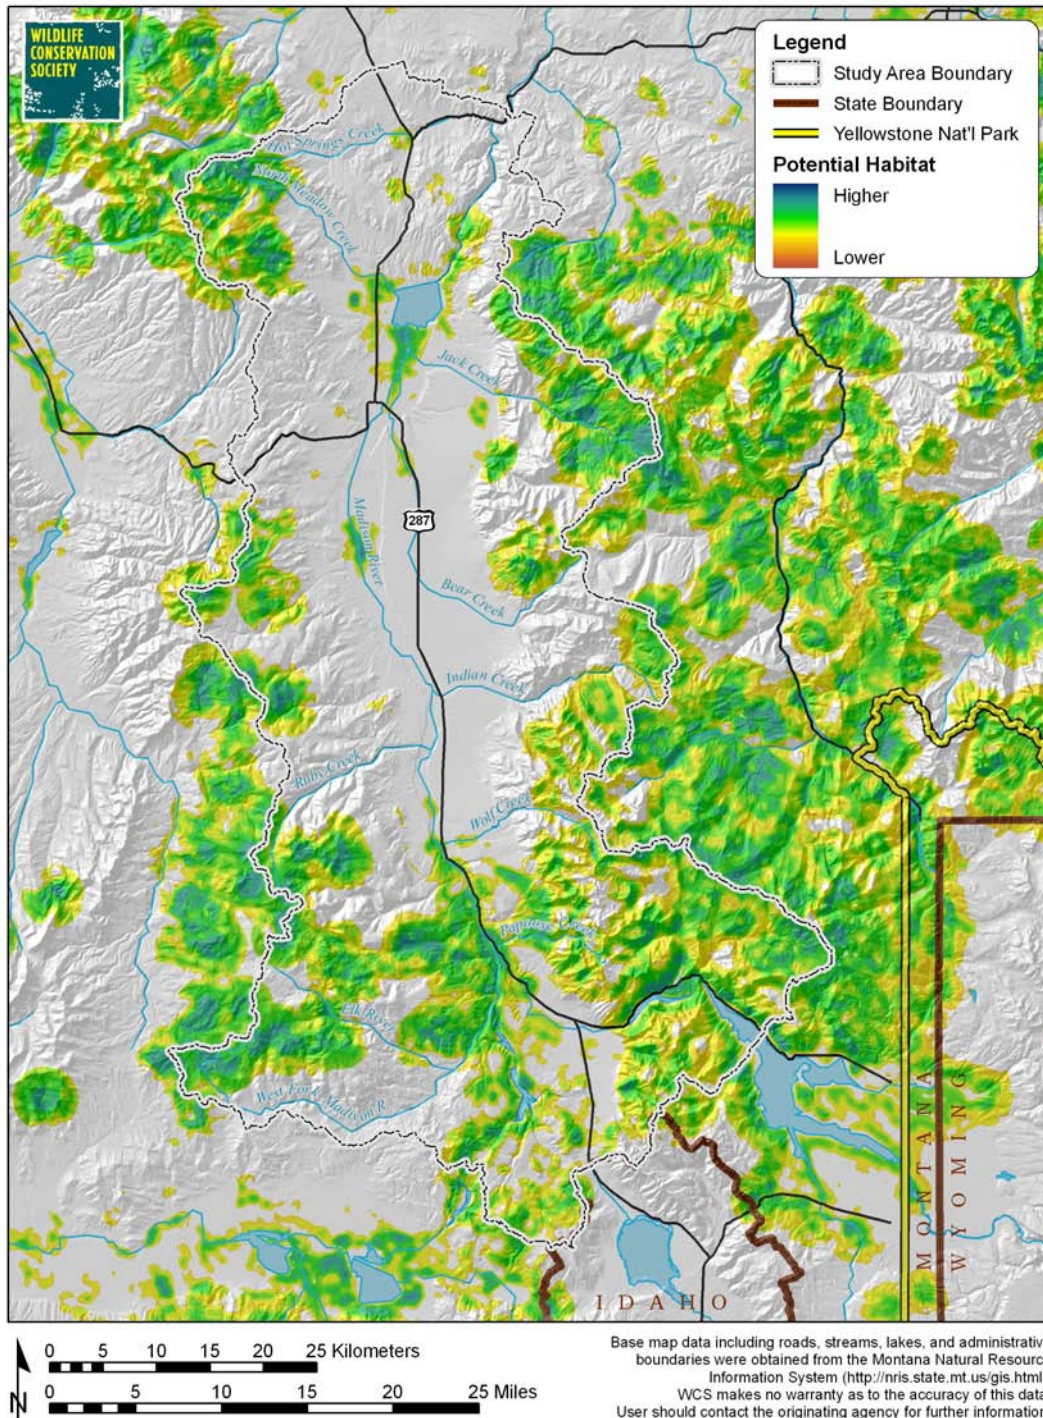 WILDLIFE
CONSERVATION
SOCIETY
Legend
Study Area Boundary
State Boundary
Yellowstone Nat'l Park
Potential Habitat
Higher
Lower
Hot Springs Creek
North Meadow Creek
Jack Creek
287
Madison River
Bear Creek
Indian Creek
Ruby Creek
Wolf Creek
Papoose Creek
Elk River
West Fork Madison R.
MONTANA
WYOMING
IDAHO
0 5 10 15 20 25 Kilometers
0 5 10 15 20 25 Miles
N
Base map data including roads, streams, lakes, and administrativ
boundaries were obtained from the Montana Natural Resourc
Information System (http://nris.state.mt.us/gis.html
WCS makes no warranty as to the accuracy of this data
User should contact the originating agency for further information